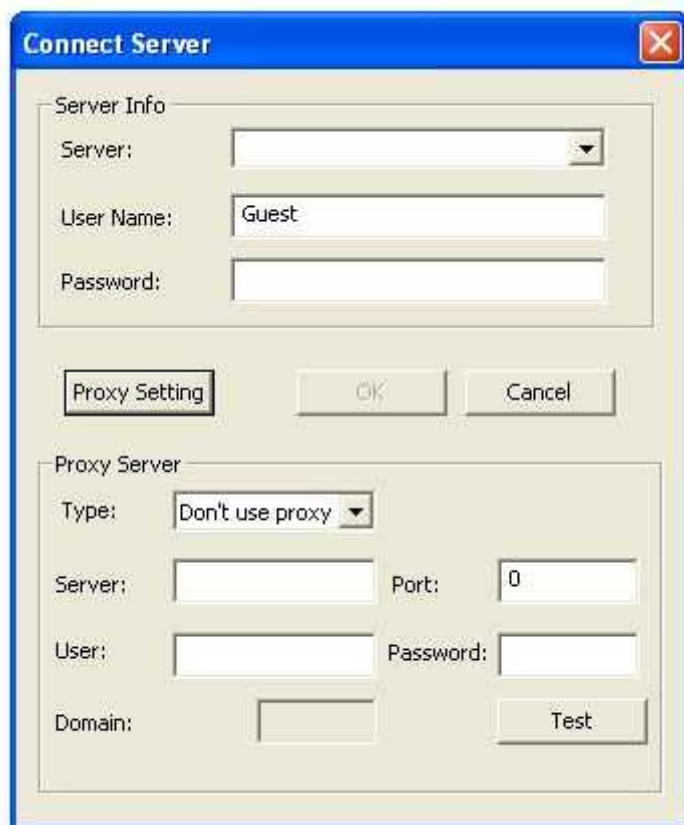 Connect Server
Server Info
Server:
User Name: Guest
Password:
Proxy Setting OK Cancel
Proxy Server
Type: Don't use proxy
Server: Port: 0
User: Password:
Domain: Test